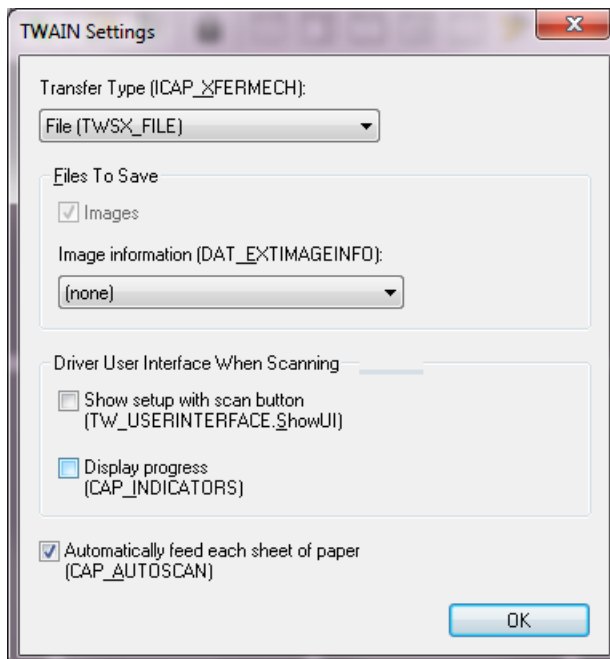 TWAIN Settings
Transfer Type (ICAP_XFERMECH):
File (TWSX_FILE)
Files To Save
Images
Image information (DAT_EXTIMAGEINFO):
(none)
Driver User Interface When Scanning
Show setup with scan button
(TW_USERINTERFACE.ShowUI)
Display progress
(CAP_INDICATORS)
Automatically feed each sheet of paper
(CAP_AUTOSCAN)
OK